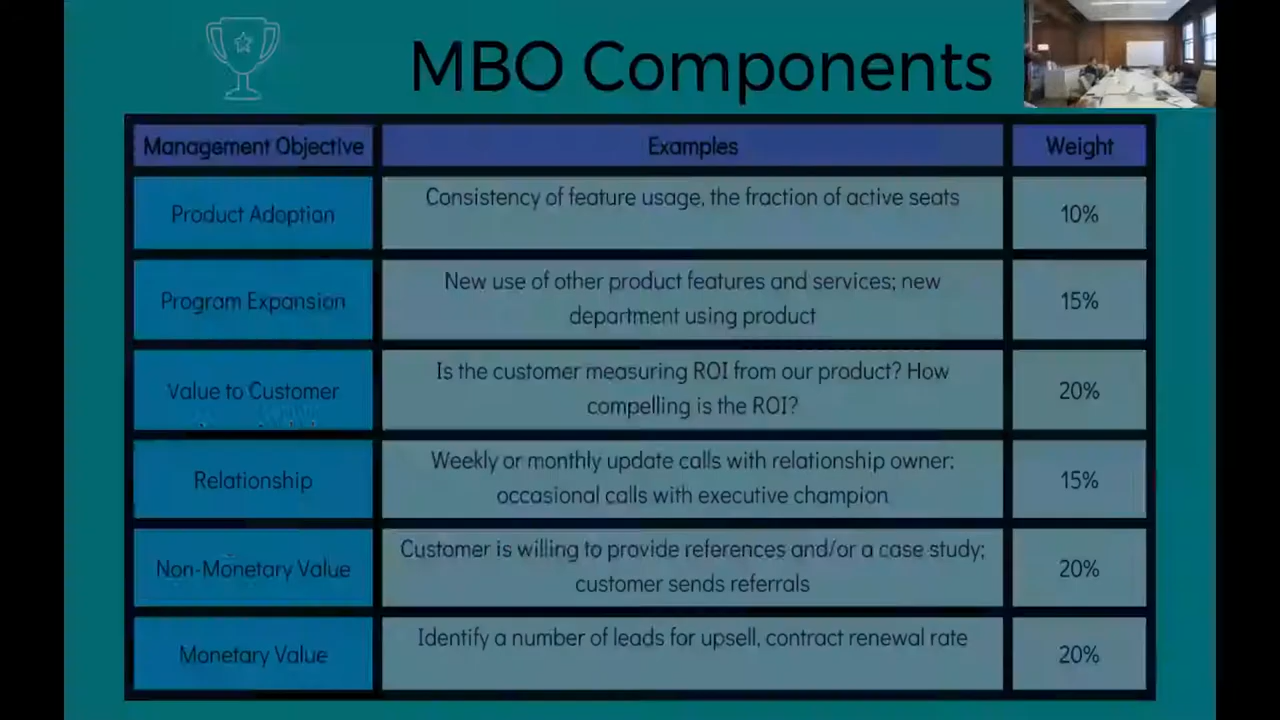 MBO Components
Management Objective
Examples
Weight
Product Adoption
Consistency of feature usage, the fraction of active seats
10%
Program Expansion
New use of other product features and services; new
department using product
15%
Value to Customer
Is the customer measuring ROI from our product? How
compelling is the ROI?
20%
Relationship
Weekly or monthly update calls with relationship owner;
occasional calls with executive champion
15%
Non-Monetary Value
Customer is willing to provide references and/or a case study;
customer sends referrals
20%
Monetary Value
Identify a number of leads for upsell, contract renewal rate
20%